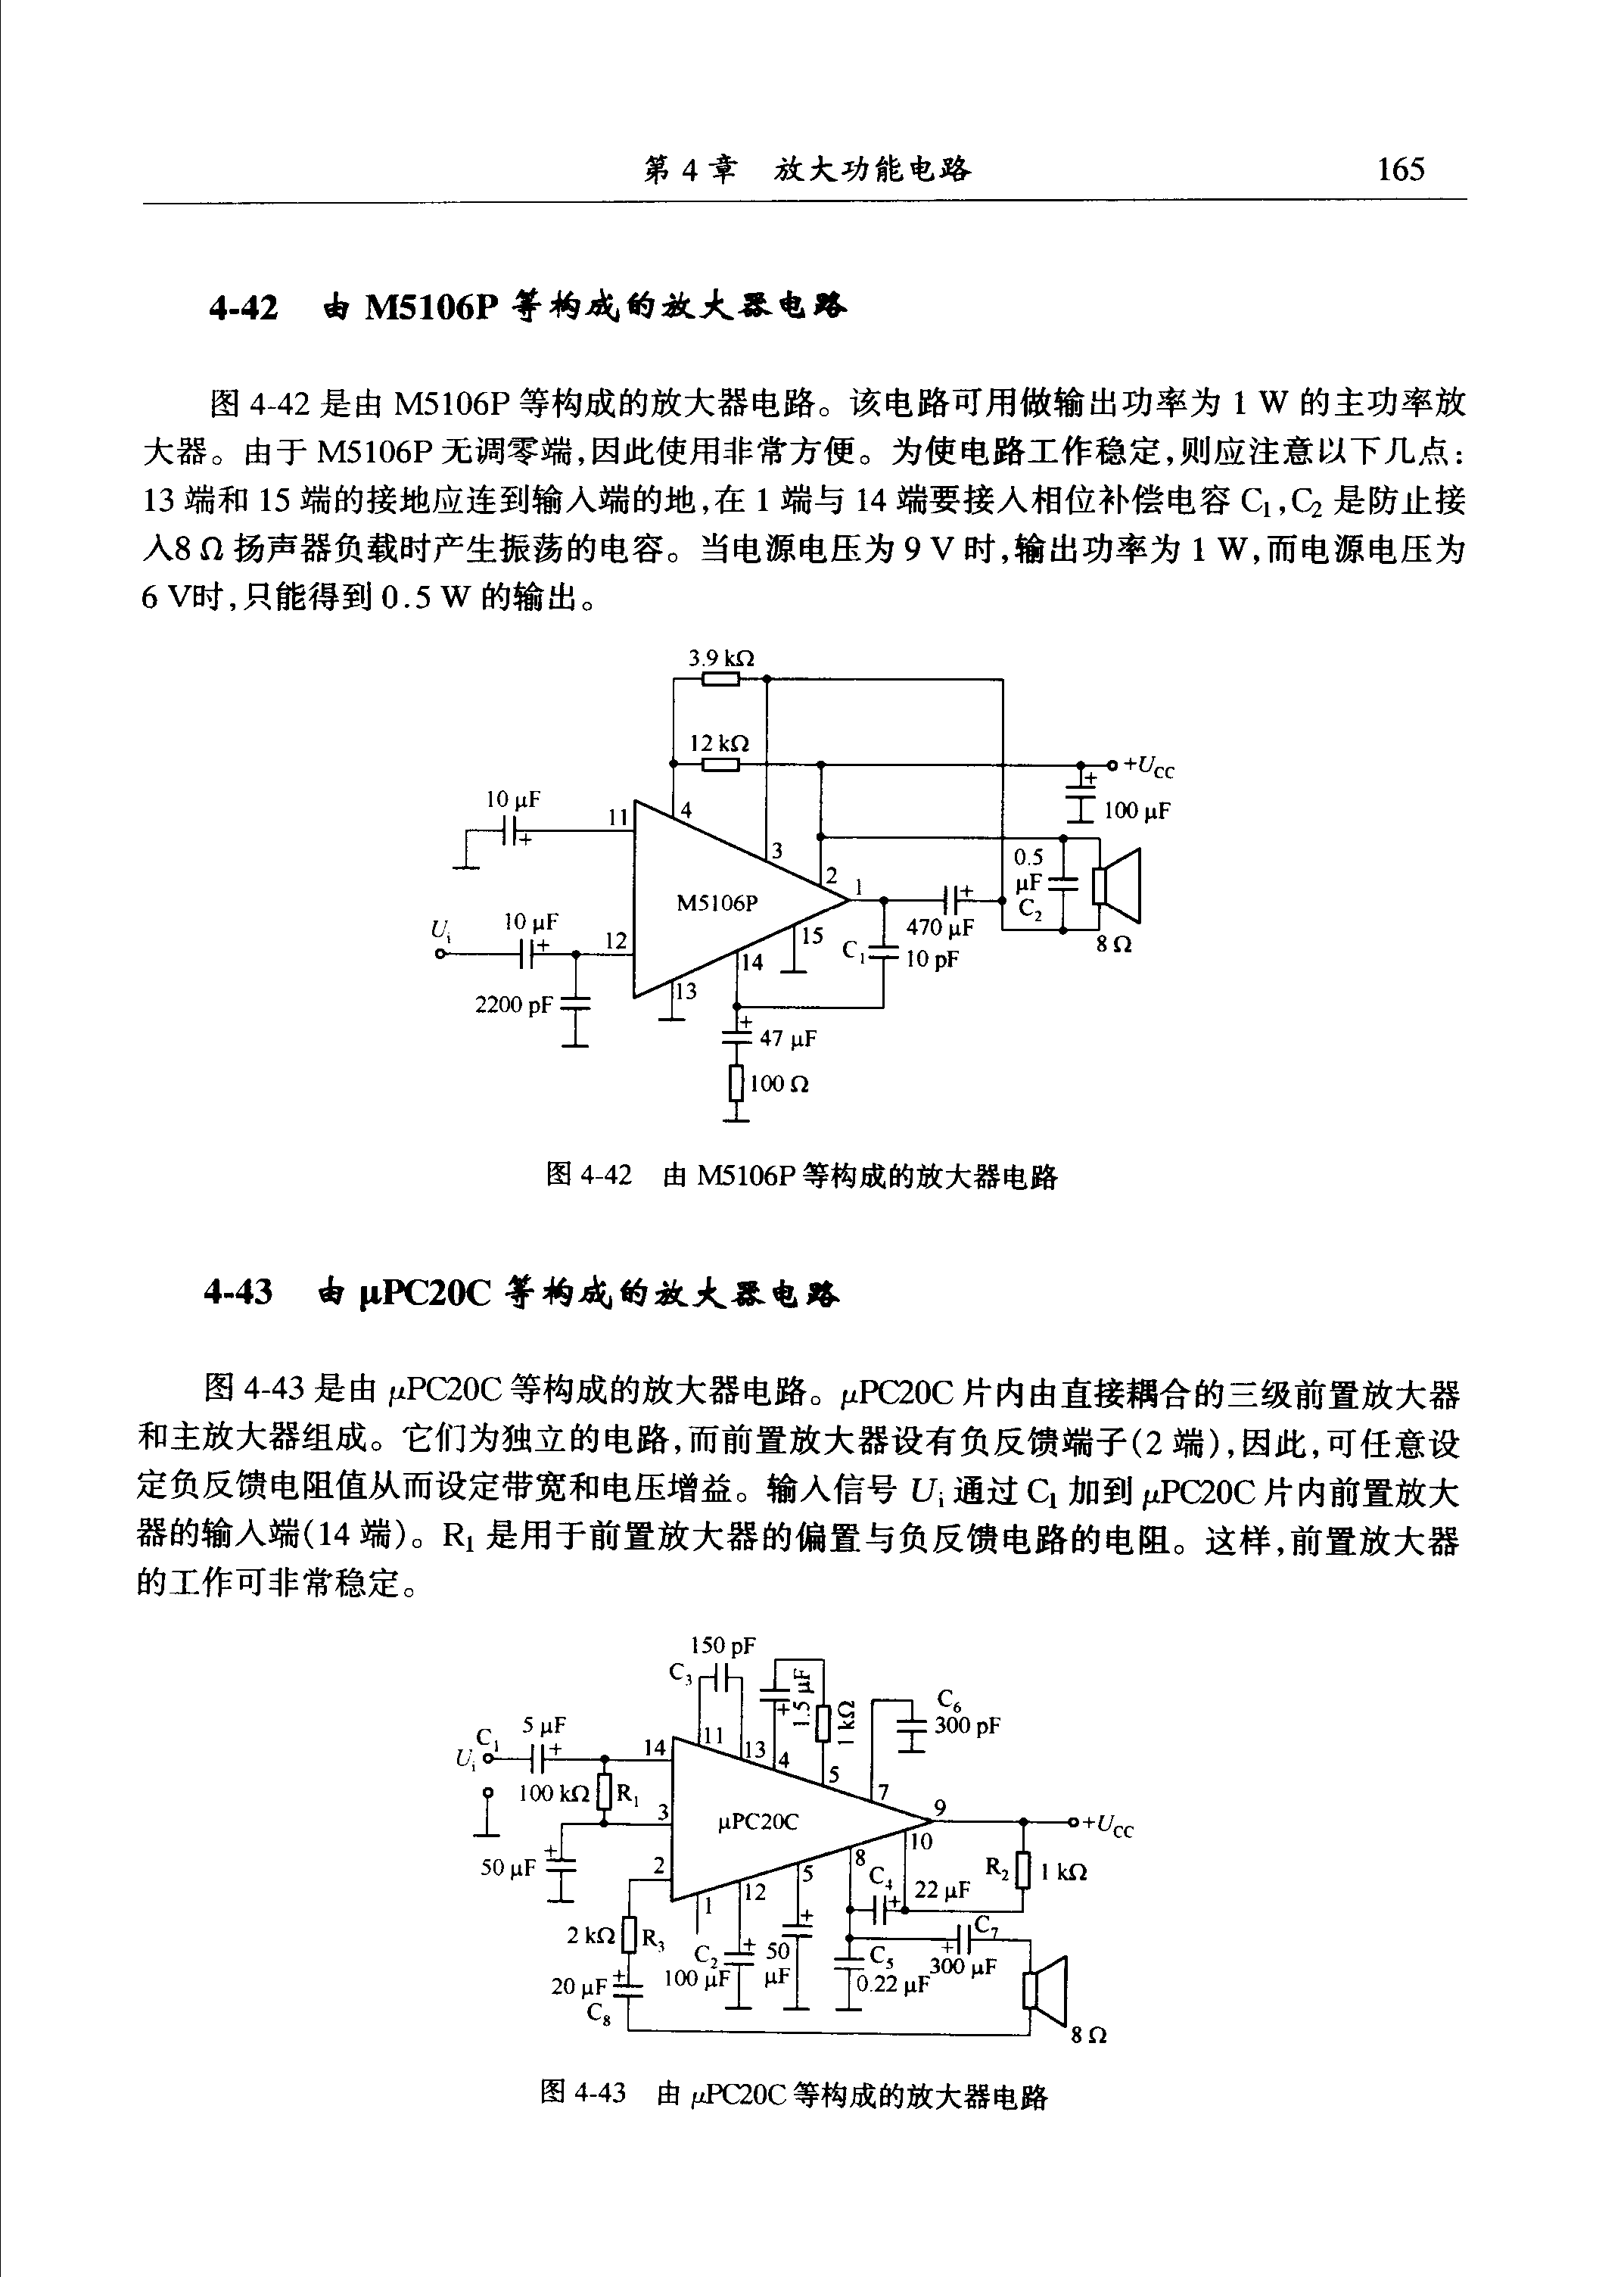 第 4 章 放大功能电路 165
4-42 由 M5106P 等构成的放大器电路
图 4-42 是由 M5106P 等构成的放大器电路。该电路可用做输出功率为 1 W 的主功率放
大器。由于 M5106P 无调零端,因此使用非常方便。为使电路工作稳定,则应注意以下几点:
13 端和 15 端的接地应连到输入端的地,在 1 端与 14 端要接入相位补偿电容 C₁,C₂ 是防止接
入8 Ω 扬声器负载时产生振荡的电容。当电源电压为 9 V 时,输出功率为 1 W,而电源电压为
6 V时,只能得到 0.5 W 的输出。
3.9 kΩ
12 kΩ
+U_CC
10 μF
11
4
100 μF
3
0.5
μF
C₂
2
1
M5106P
470 μF
U_i
10 μF
12
15
C₁
10 pF
8 Ω
14
2200 pF
13
47 μF
100 Ω
图 4-42 由 M5106P 等构成的放大器电路
4-43 由 μPC20C 等构成的放大器电路
图 4-43 是由 μPC20C 等构成的放大器电路。μPC20C 片内由直接耦合的三级前置放大器
和主放大器组成。它们为独立的电路,而前置放大器设有负反馈端子(2 端),因此,可任意设
定负反馈电阻值从而设定带宽和电压增益。输入信号 U_i 通过 C₁ 加到 μPC20C 片内前置放大
器的输入端(14 端)。R₁ 是用于前置放大器的偏置与负反馈电路的电阻。这样,前置放大器
的工作可非常稳定。
150 pF
C₃
1.5 μF
1 kΩ
C₆
300 pF
C₁
5 μF
U_i
14
11
13
4
5
7
100 kΩ
R₁
3
μPC20C
9
+U_CC
10
50 μF
2
12
5
8
C₄
22 μF
R₂
1 kΩ
1
2 kΩ
R₃
C₂
100 μF
50
μF
C₅
0.22 μF
C₇
300 μF
20 μF
C₈
8 Ω
图 4-43 由 μPC20C 等构成的放大器电路